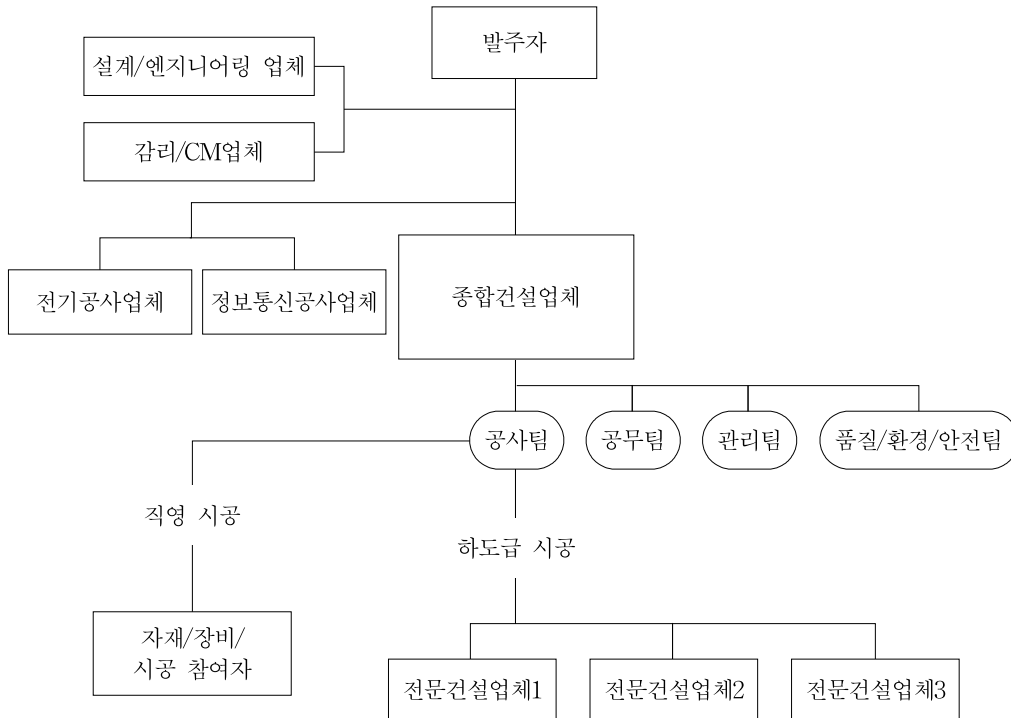 발주자
설계/엔지니어링 업체
감리/CM업체
전기공사업체
정보통신공사업체
종합건설업체
공사팀
공무팀
관리팀
품질/환경/안전팀
직영 시공
하도급 시공
자재/장비/
시공 참여자
전문건설업체1
전문건설업체2
전문건설업체3